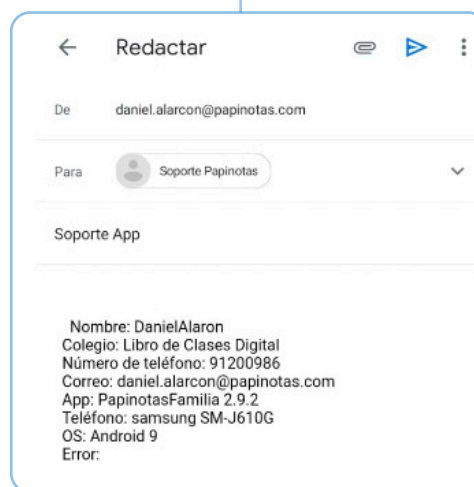 Redactar
De daniel.alarcon@papinotas.com
Para Soporte Papinotas
Soporte App
Nombre: DanielAlaron
Colegio: Libro de Clases Digital
Número de teléfono: 91200986
Correo: daniel.alarcon@papinotas.com
App: PapinotasFamilia 2.9.2
Teléfono: samsung SM-J610G
OS: Android 9
Error: